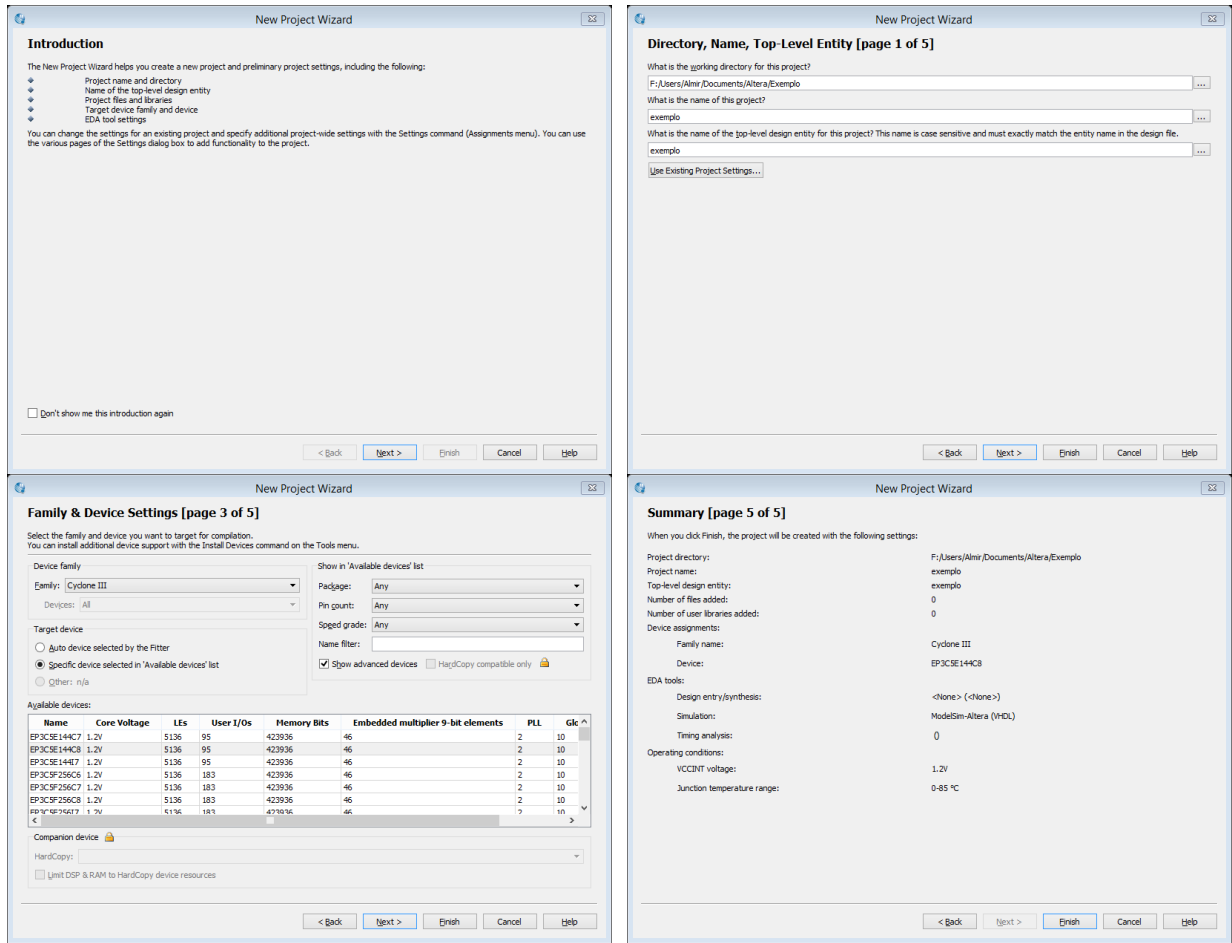 New Project Wizard
Introduction
The New Project Wizard helps you create a new project and preliminary project settings, including the following:
Project name and directory
Name of the top-level design entity
Project files and libraries
Target device family and device
EDA tool settings
You can change the settings for an existing project and specify additional project-wide settings with the Settings command (Assignments menu). You can use
the various pages of the Settings dialog box to add functionality to the project.
Don't show me this introduction again
< Back Next > Finish Cancel Help
New Project Wizard
Directory, Name, Top-Level Entity [page 1 of 5]
What is the working directory for this project?
F:/Users/Almir/Documents/Altera/Exemplo ...
What is the name of this project?
exemplo ...
What is the name of the top-level design entity for this project? This name is case sensitive and must exactly match the entity name in the design file.
exemplo ...
Use Existing Project Settings...
< Back Next > Finish Cancel Help
New Project Wizard
Family & Device Settings [page 3 of 5]
Select the family and device you want to target for compilation.
You can install additional device support with the Install Devices command on the Tools menu.
Device family
Family: Cyclone III
Devices: All
Target device
Auto device selected by the Fitter
Specific device selected in 'Available devices' list
Other: n/a
Show in 'Available devices' list
Package: Any
Pin count: Any
Speed grade: Any
Name filter:
Show advanced devices HardCopy compatible only
Available devices:
Name Core Voltage LEs User I/Os Memory Bits Embedded multiplier 9-bit elements PLL Glc
EP3C5E144C7 1.2V 5136 95 423936 46 2 10
EP3C5E144C8 1.2V 5136 95 423936 46 2 10
EP3C5E144I7 1.2V 5136 95 423936 46 2 10
EP3C5F256C6 1.2V 5136 183 423936 46 2 10
EP3C5F256C7 1.2V 5136 183 423936 46 2 10
EP3C5F256C8 1.2V 5136 183 423936 46 2 10
EP3C5F256I7 1.2V 5136 183 423936 46 2 10
Companion device
HardCopy:
Limit DSP & RAM to HardCopy device resources
< Back Next > Finish Cancel Help
New Project Wizard
Summary [page 5 of 5]
When you click Finish, the project will be created with the following settings:
Project directory: F:/Users/Almir/Documents/Altera/Exemplo
Project name: exemplo
Top-level design entity: exemplo
Number of files added: 0
Number of user libraries added: 0
Device assignments:
Family name: Cyclone III
Device: EP3C5E144C8
EDA tools:
Design entry/synthesis: <None> (<None>)
Simulation: ModelSim-Altera (VHDL)
Timing analysis: ()
Operating conditions:
VCCINT voltage: 1.2V
Junction temperature range: 0-85 °C
< Back Next > Finish Cancel Help